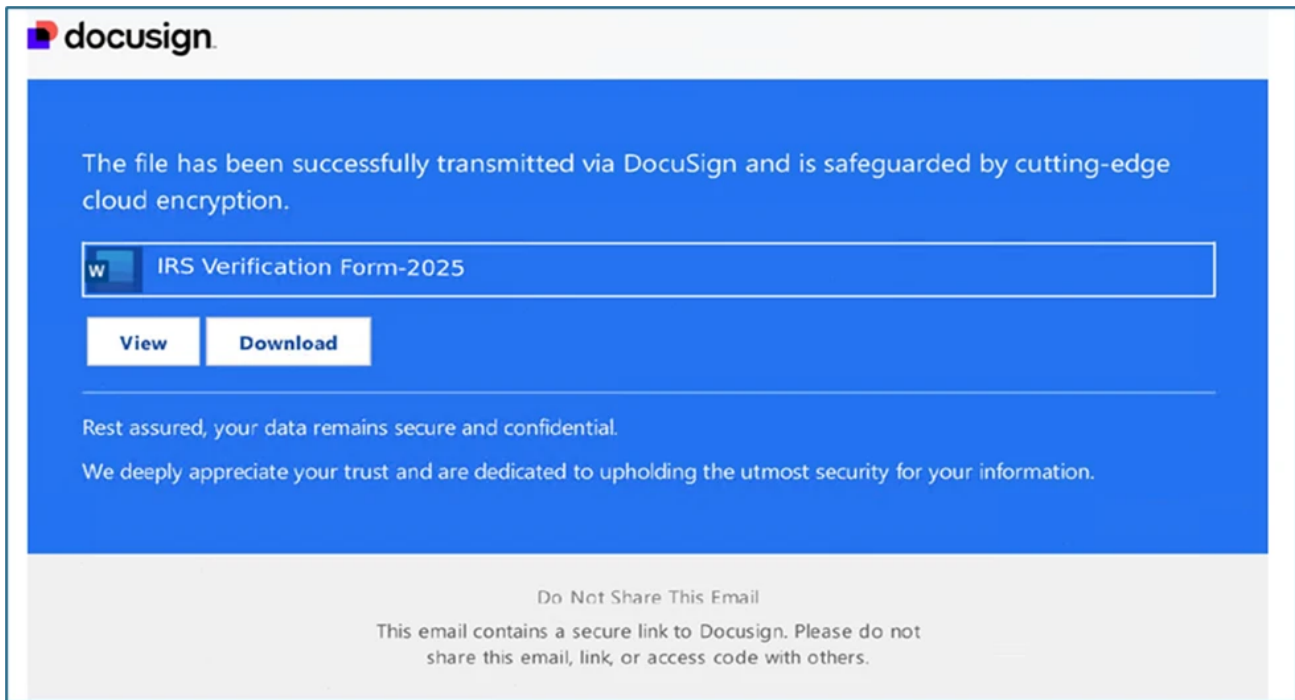 docusign
The file has been successfully transmitted via DocuSign and is safeguarded by cutting-edge
cloud encryption.
W
IRS Verification Form-2025
View Download
Rest assured, your data remains secure and confidential.
We deeply appreciate your trust and are dedicated to upholding the utmost security for your information.
Do Not Share This Email
This email contains a secure link to Docusign. Please do not
share this email, link, or access code with others.